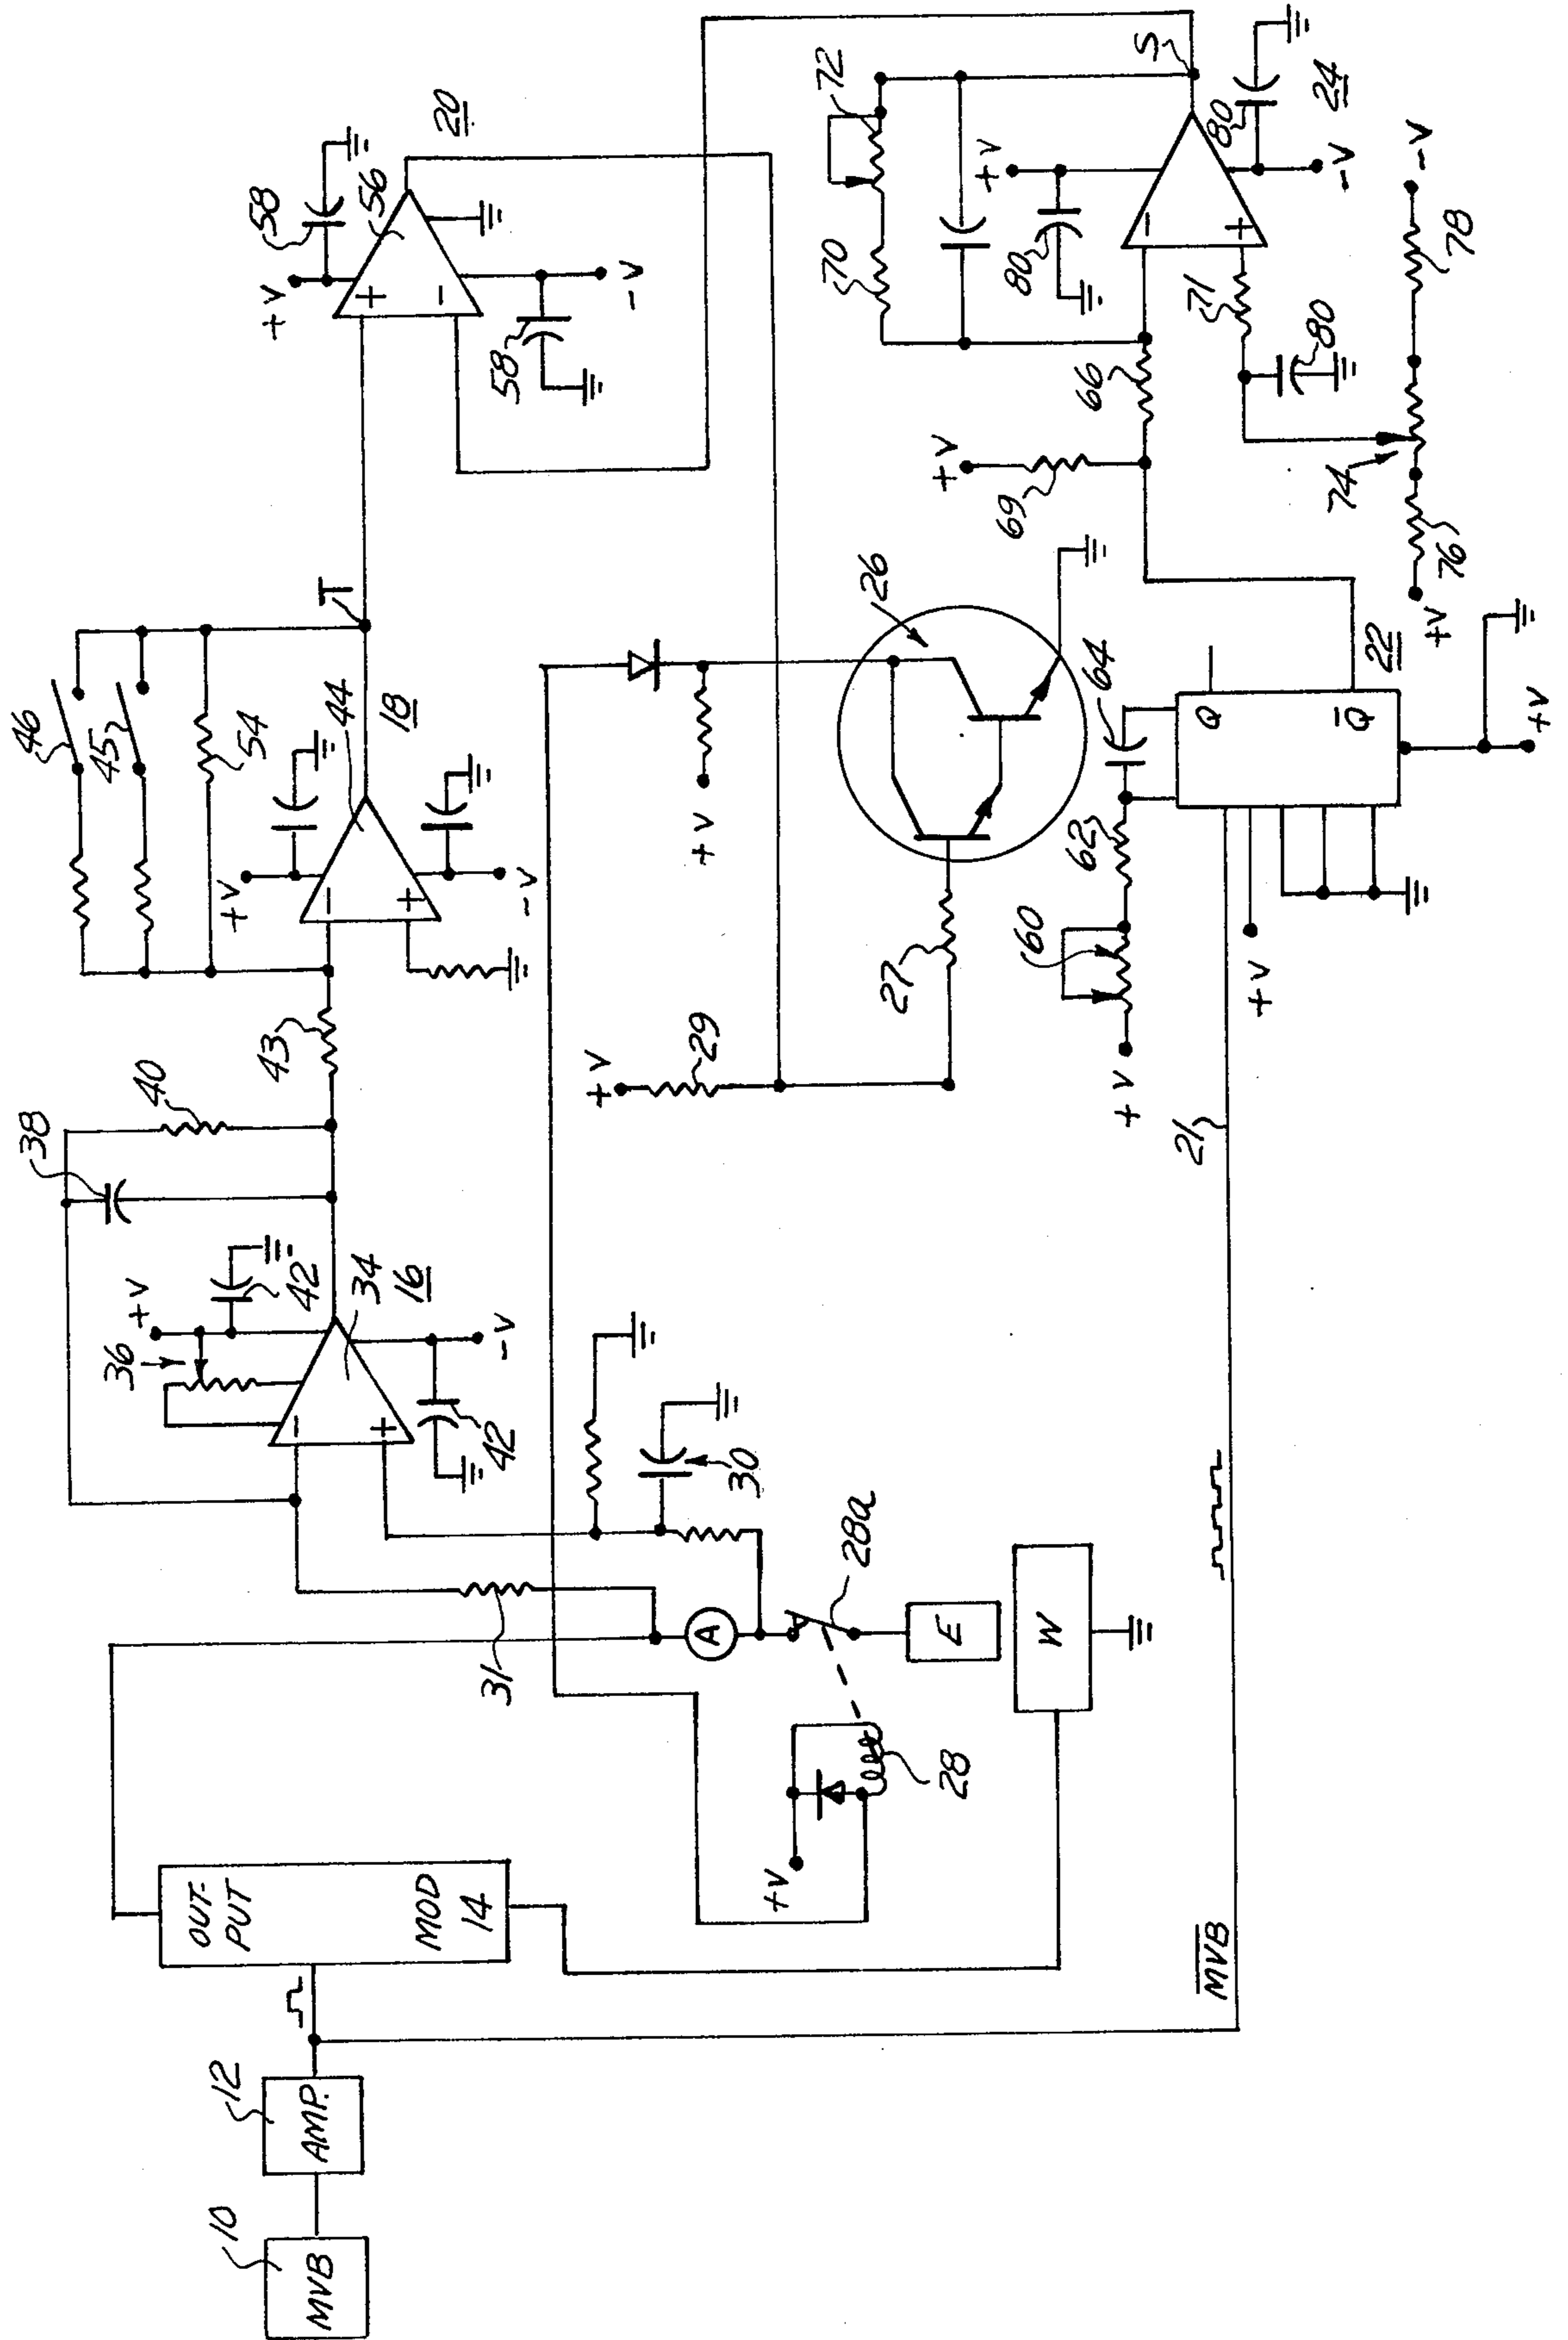 10
MVB
12
AMP.
OUT-
PUT
MOD
14
MVB
21
+V
28
28a
A
E
W
31
30
36
+V
42
34
16
-V
42
38
40
43
46
45
54
+V
44
18
-V
T
+V
58
56
20
58
-V
+V
29
27
26
+V
+V
60
62
64
+V
Q
Q
22
+V
+V
69
66
70
72
+V
80
S
80
24
-V
71
80
74
76
+V
78
-V